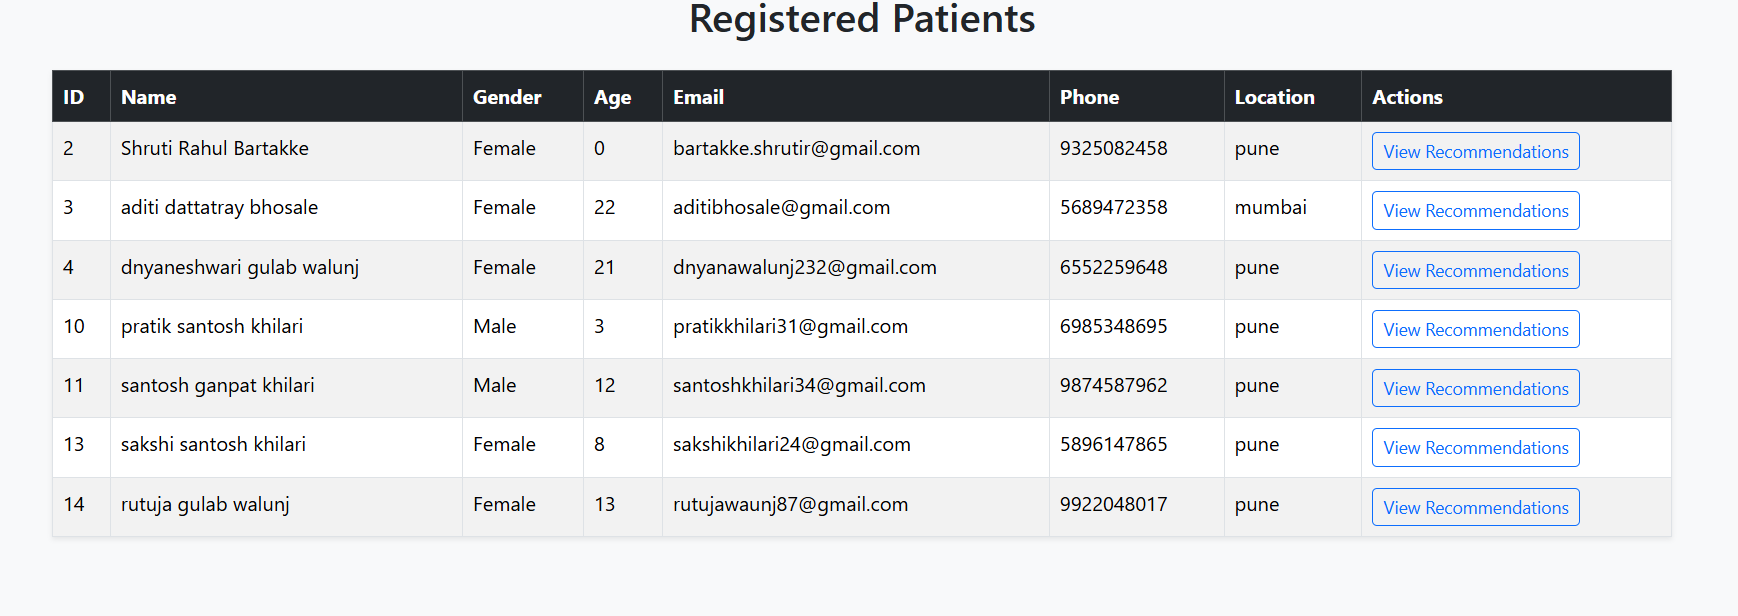 Registered Patients
ID Name Gender Age Email Phone Location Actions
2 Shruti Rahul Bartakke Female 0 bartakke.shrutir@gmail.com 9325082458 pune View Recommendations
3 aditi dattatray bhosale Female 22 aditibhosale@gmail.com 5689472358 mumbai View Recommendations
4 dnyaneshwari gulab walunj Female 21 dnyanawalunj232@gmail.com 6552259648 pune View Recommendations
10 pratik santosh khilari Male 3 pratikkhilari31@gmail.com 6985348695 pune View Recommendations
11 santosh ganpat khilari Male 12 santoshkhilari34@gmail.com 9874587962 pune View Recommendations
13 sakshi santosh khilari Female 8 sakshikhilari24@gmail.com 5896147865 pune View Recommendations
14 rutuja gulab walunj Female 13 rutujawaunj87@gmail.com 9922048017 pune View Recommendations